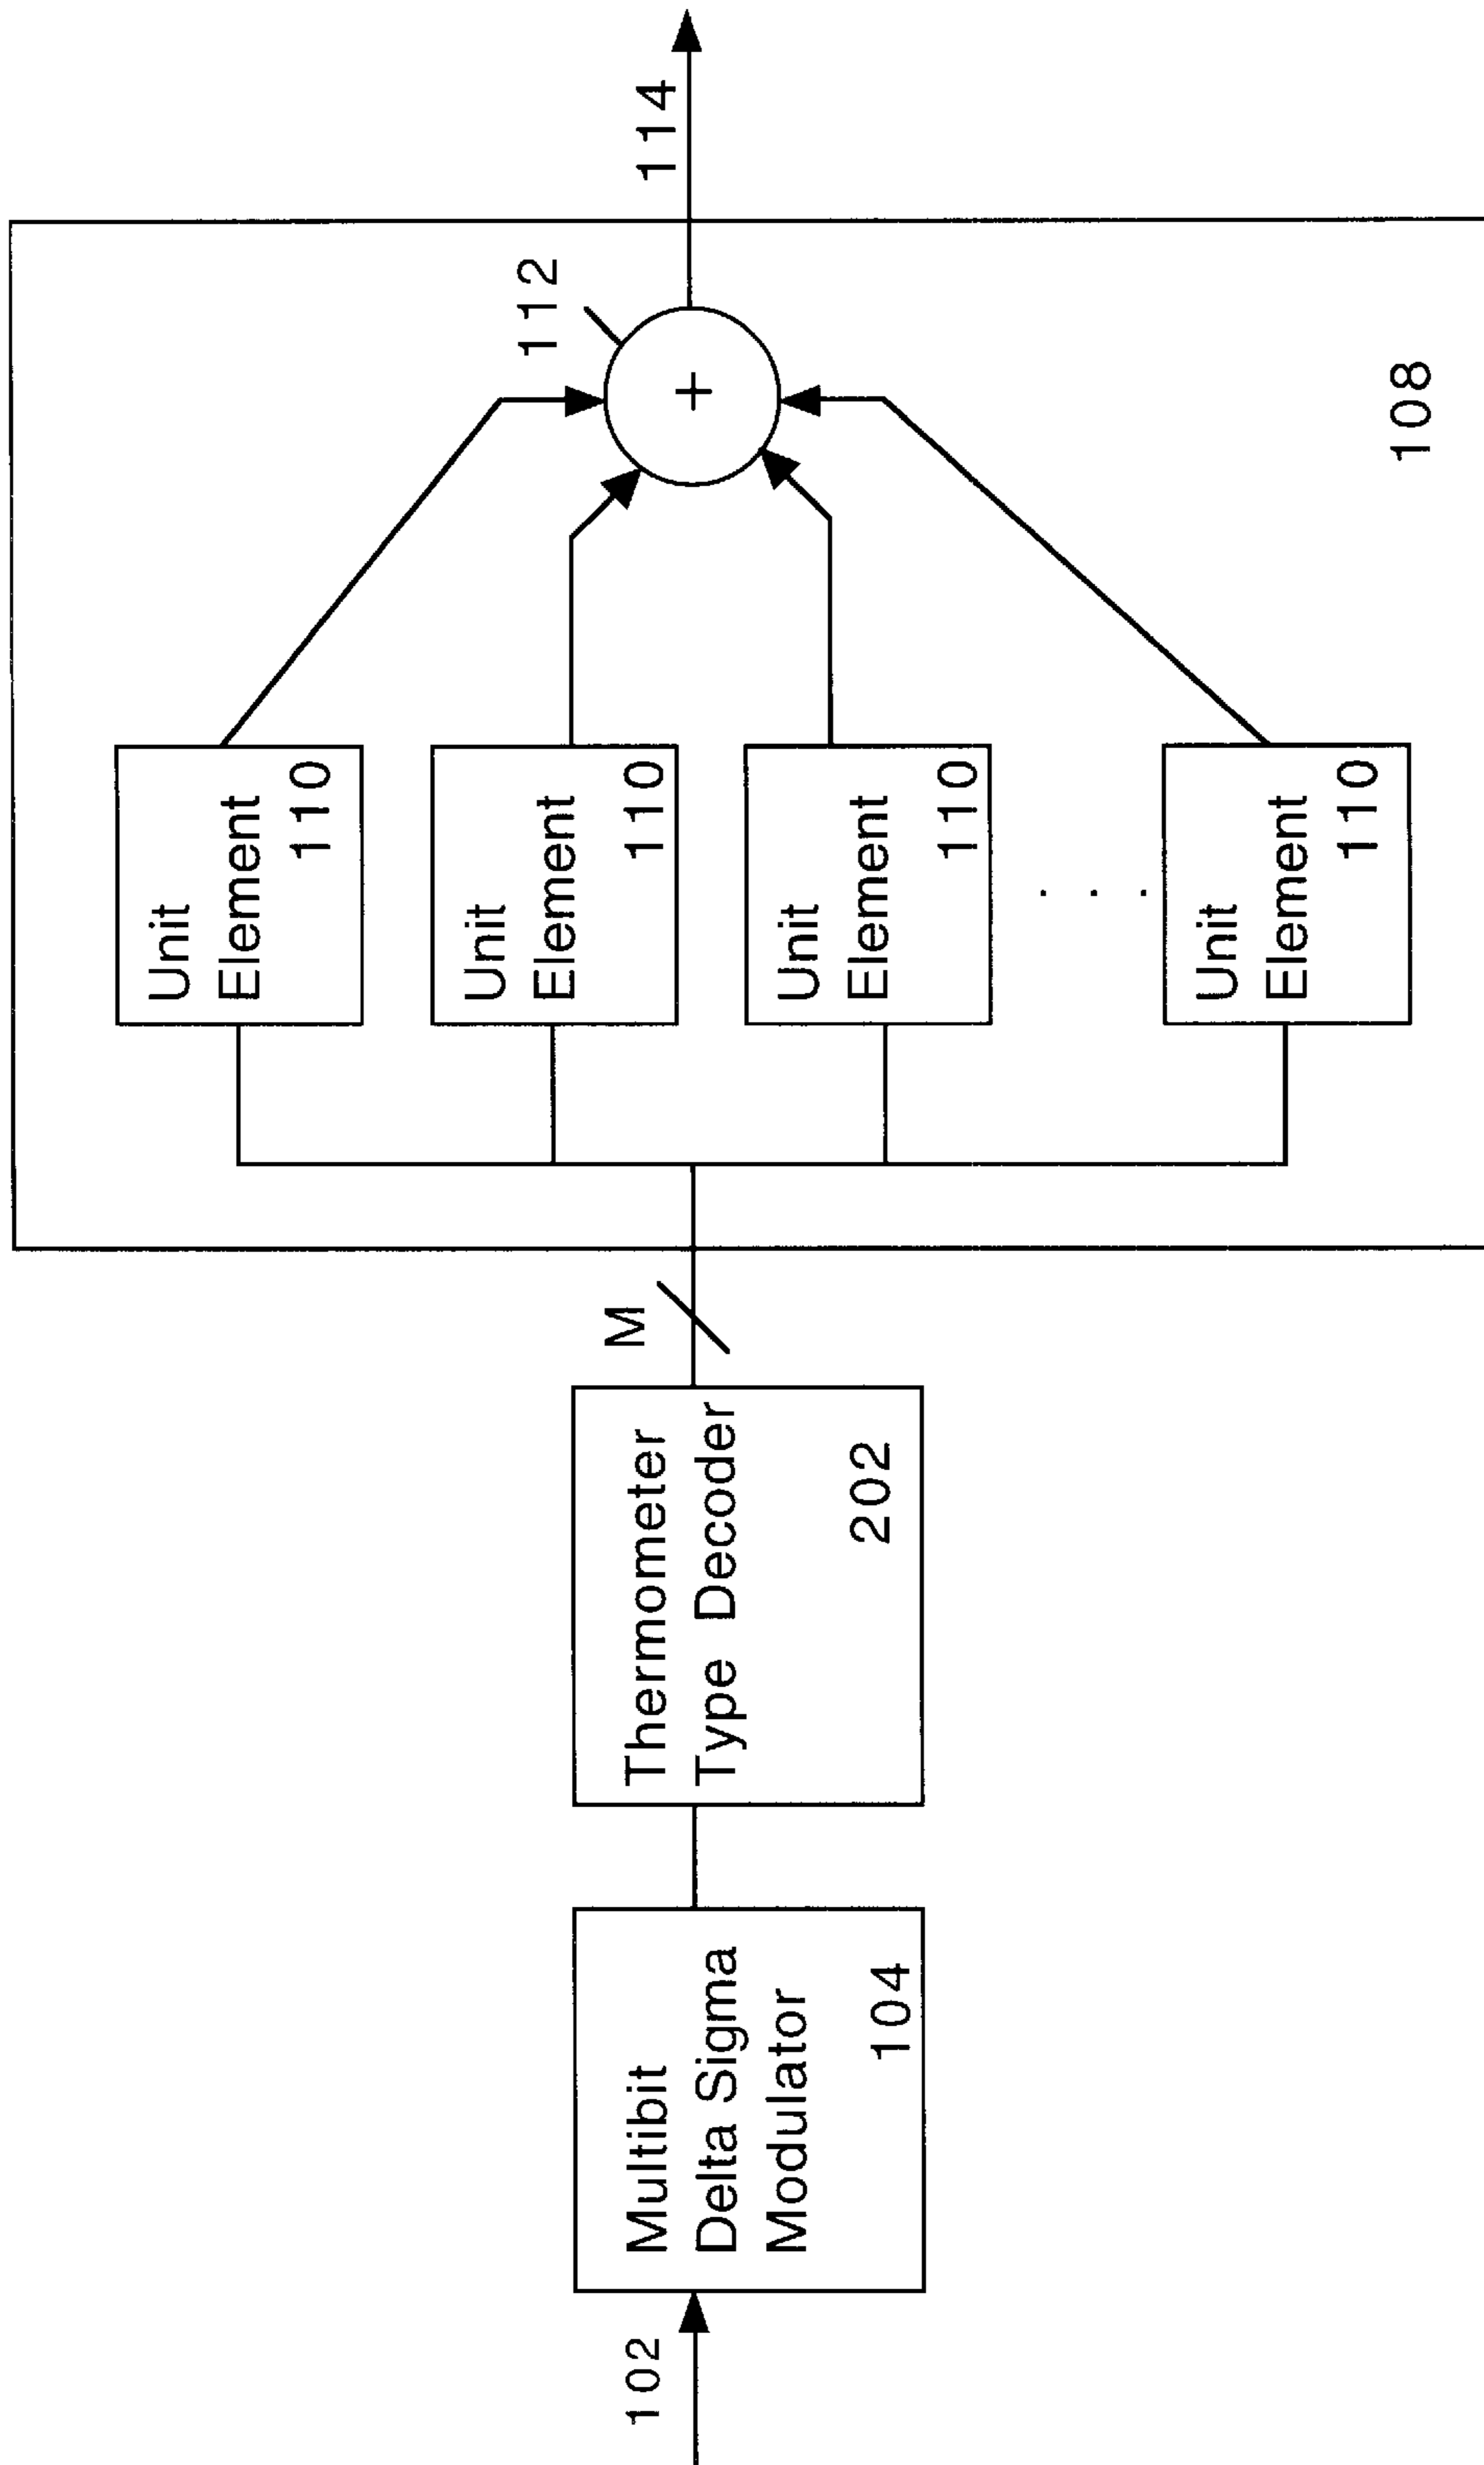 102
Multibit
Delta Sigma
Modulator
104
Thermometer
Type Decoder
202
M
Unit
Element
110
Unit
Element
110
Unit
Element
110
. . .
Unit
Element
110
112
+
114
108